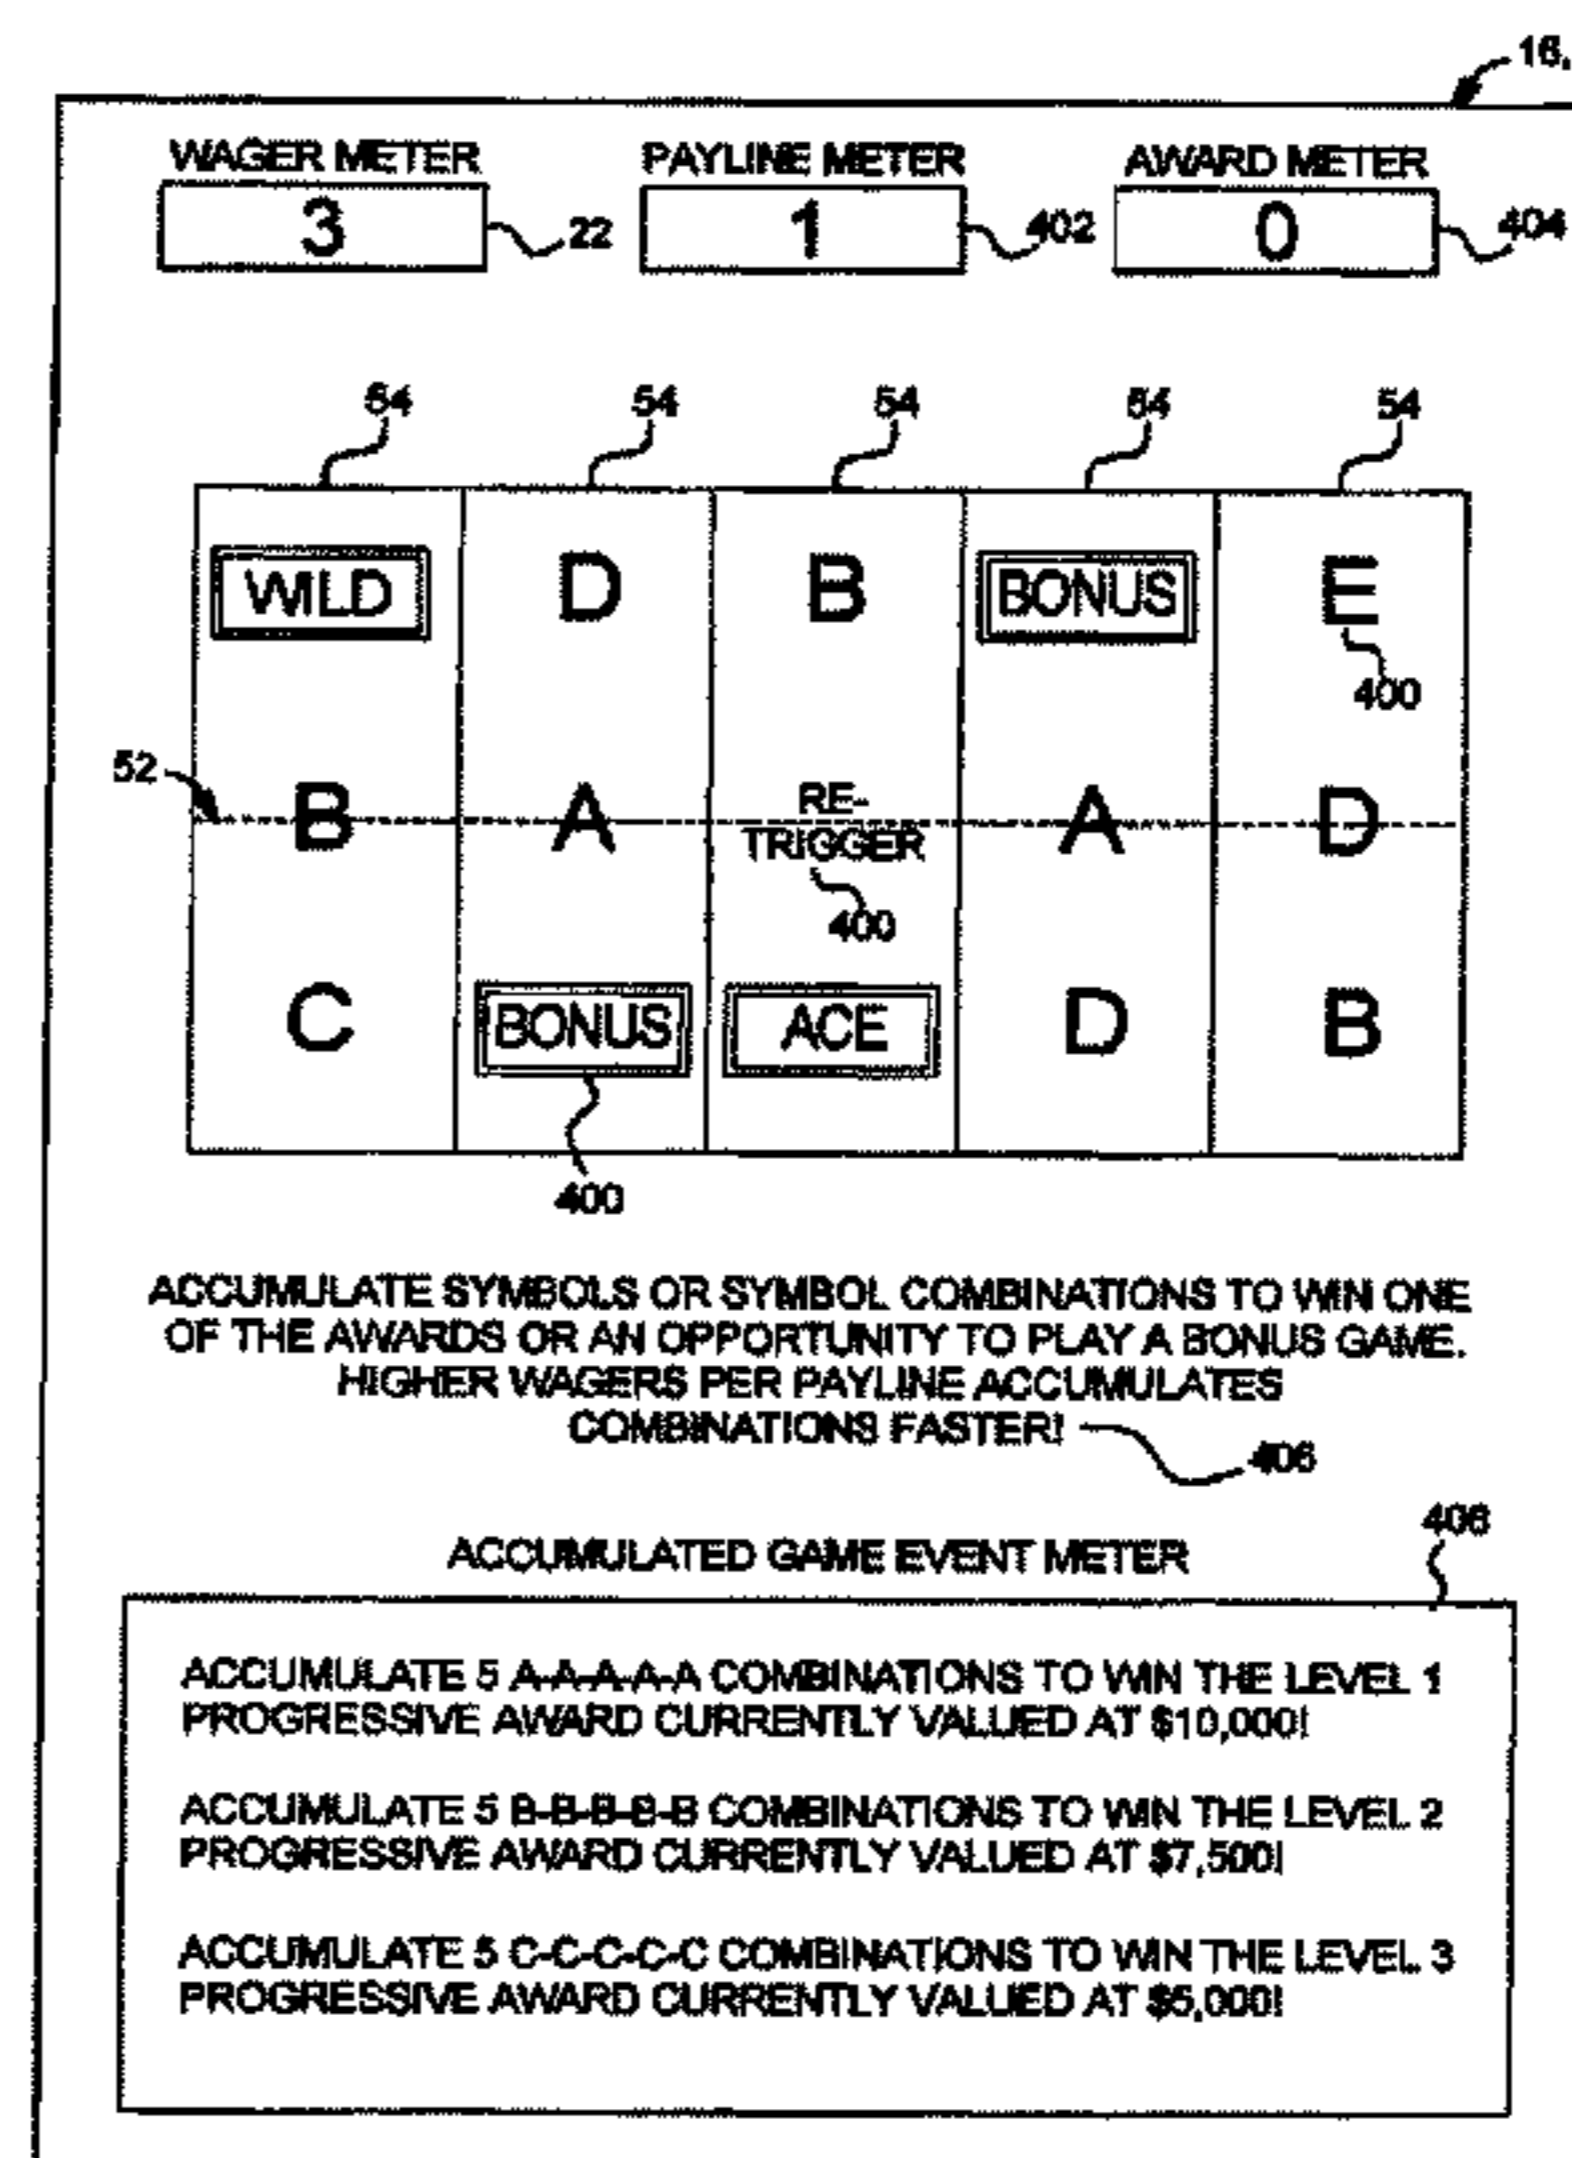 16,
WAGER METER PAYLINE METER AWARD METER
3 22 1 402 0 404
54 54 54 54 54
WILD D B BONUS E
400
52 B A RE-TRIGGER A D
400
C BONUS ACE D B
400
ACCUMULATE SYMBOLS OR SYMBOL COMBINATIONS TO WIN ONE
OF THE AWARDS OR AN OPPORTUNITY TO PLAY A BONUS GAME.
HIGHER WAGERS PER PAYLINE ACCUMULATES
COMBINATIONS FASTER!
406
ACCUMULATED GAME EVENT METER
ACCUMULATE 5 A-A-A-A-A COMBINATIONS TO WIN THE LEVEL 1
PROGRESSIVE AWARD CURRENTLY VALUED AT $10,000!
ACCUMULATE 5 B-B-B-B-B COMBINATIONS TO WIN THE LEVEL 2
PROGRESSIVE AWARD CURRENTLY VALUED AT $7,500!
ACCUMULATE 5 C-C-C-C-C COMBINATIONS TO WIN THE LEVEL 3
PROGRESSIVE AWARD CURRENTLY VALUED AT $5,000!